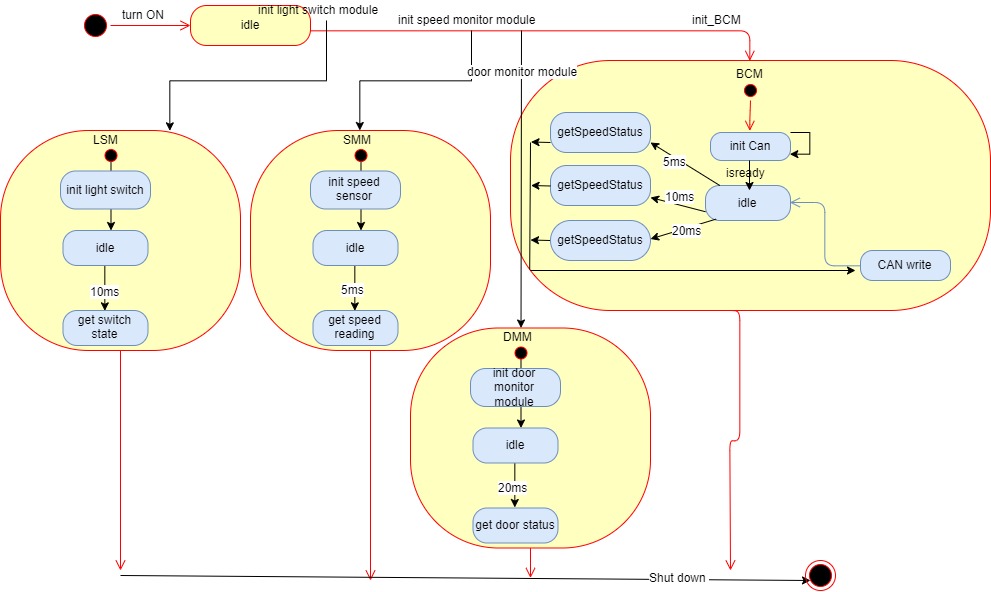 turn ON
init light switch module
idle
init speed monitor module
init_BCM
door monitor module
BCM
LSM
SMM
getSpeedStatus
init Can
5ms
isready
init light switch
init speed
sensor
getSpeedStatus
10ms
idle
getSpeedStatus
20ms
idle
idle
CAN write
10ms
5ms
get switch
state
get speed
reading
DMM
init door
monitor
module
idle
20ms
get door status
Shut down